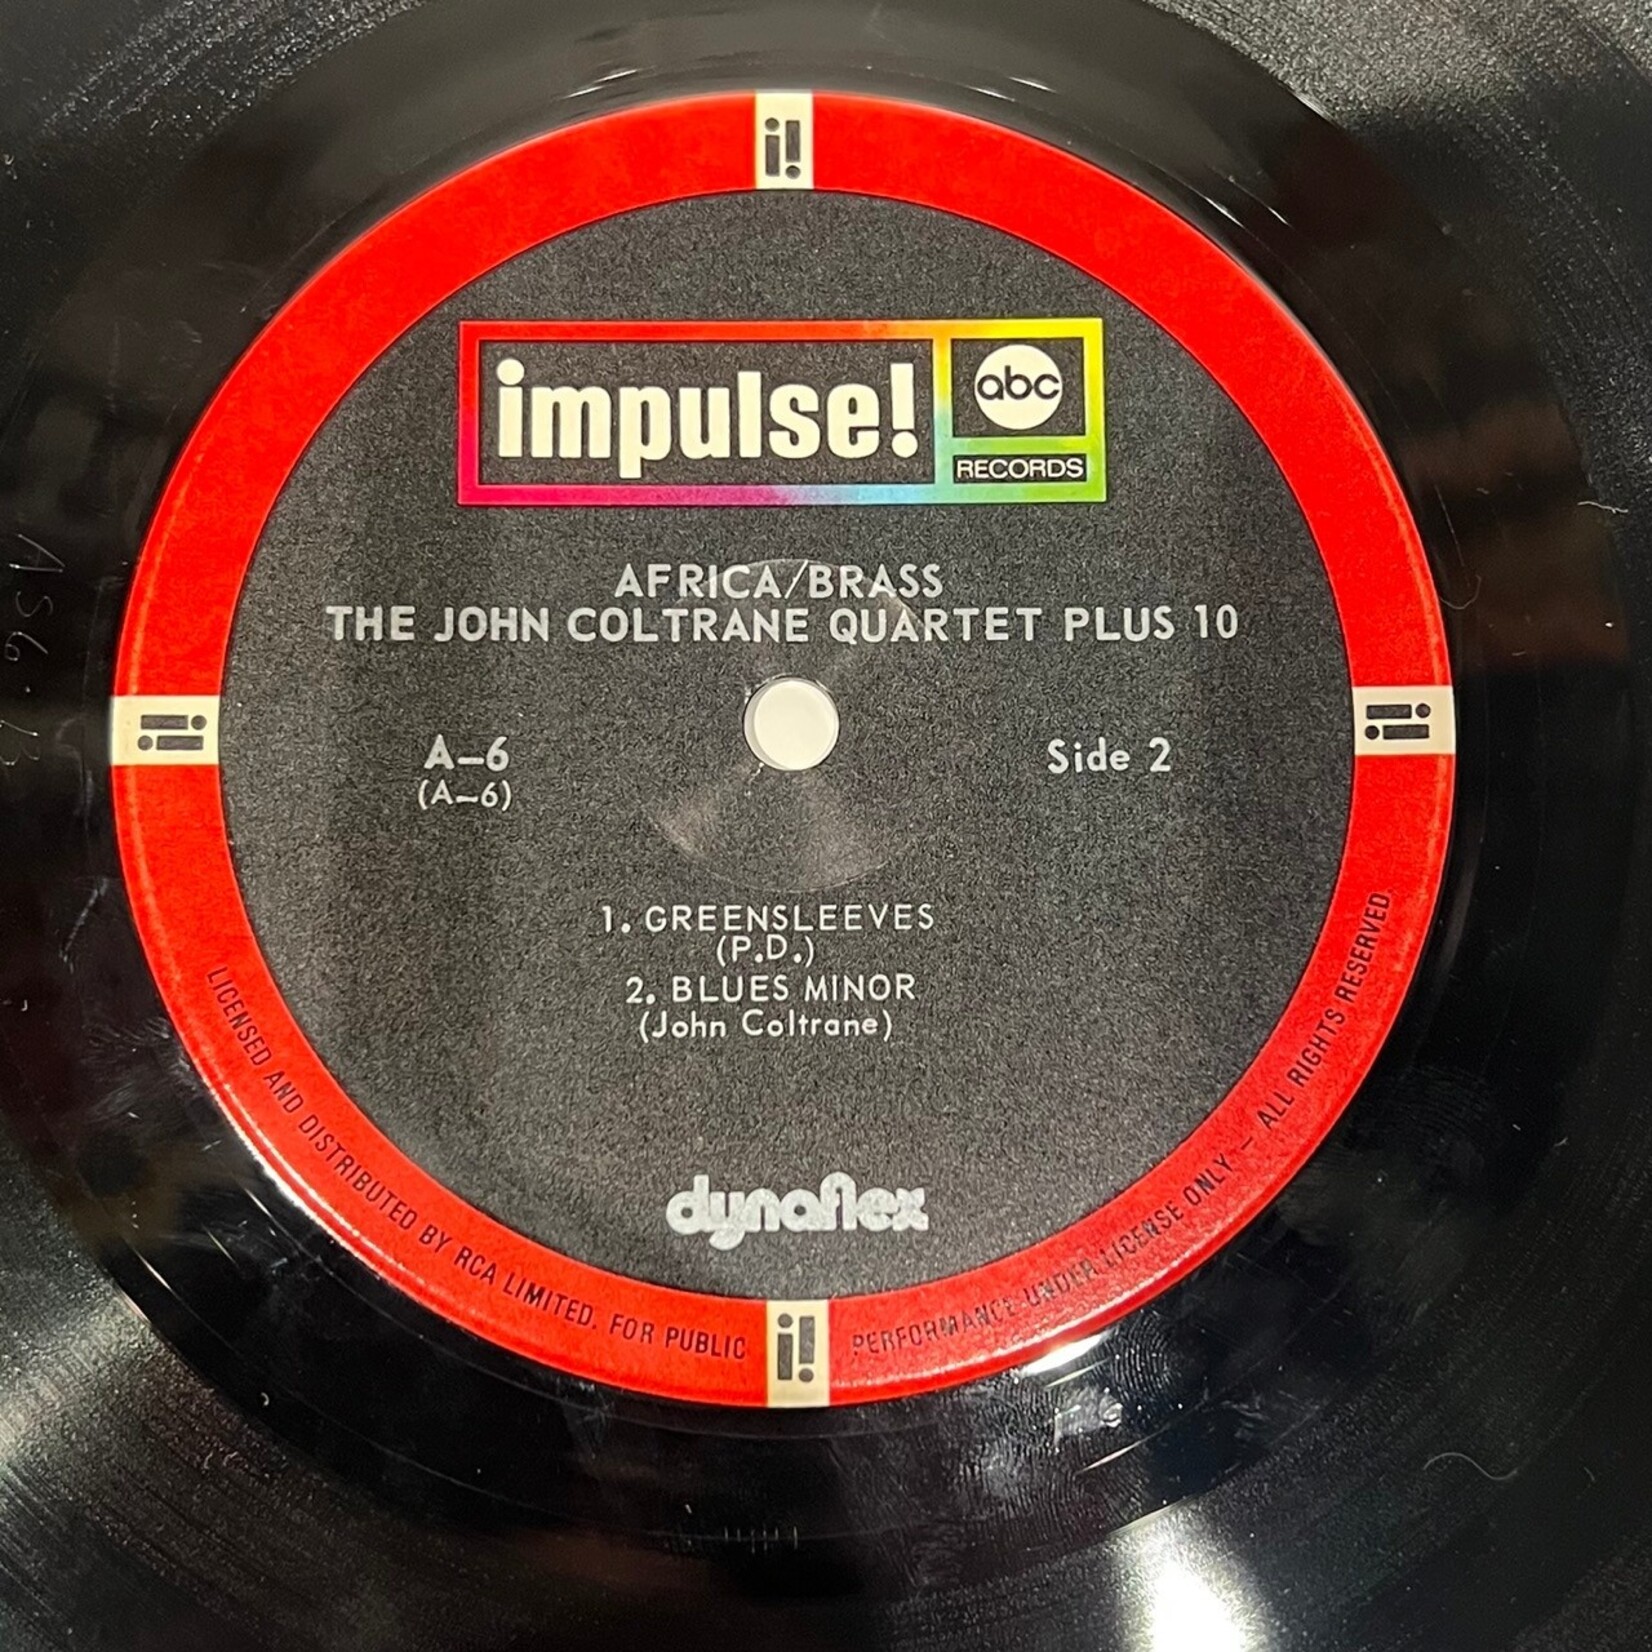 i!
impulse!
abc
RECORDS
AFRICA/BRASS
THE JOHN COLTRANE QUARTET PLUS 10
i!
i!
A-6
(A-6)
Side 2
1. GREENSLEEVES
(P.D.)
2. BLUES MINOR
(John Coltrane)
dynaflex
i!
LICENSED AND DISTRIBUTED BY RCA LIMITED. FOR PUBLIC PERFORMANCE UNDER LICENSE ONLY - ALL RIGHTS RESERVED